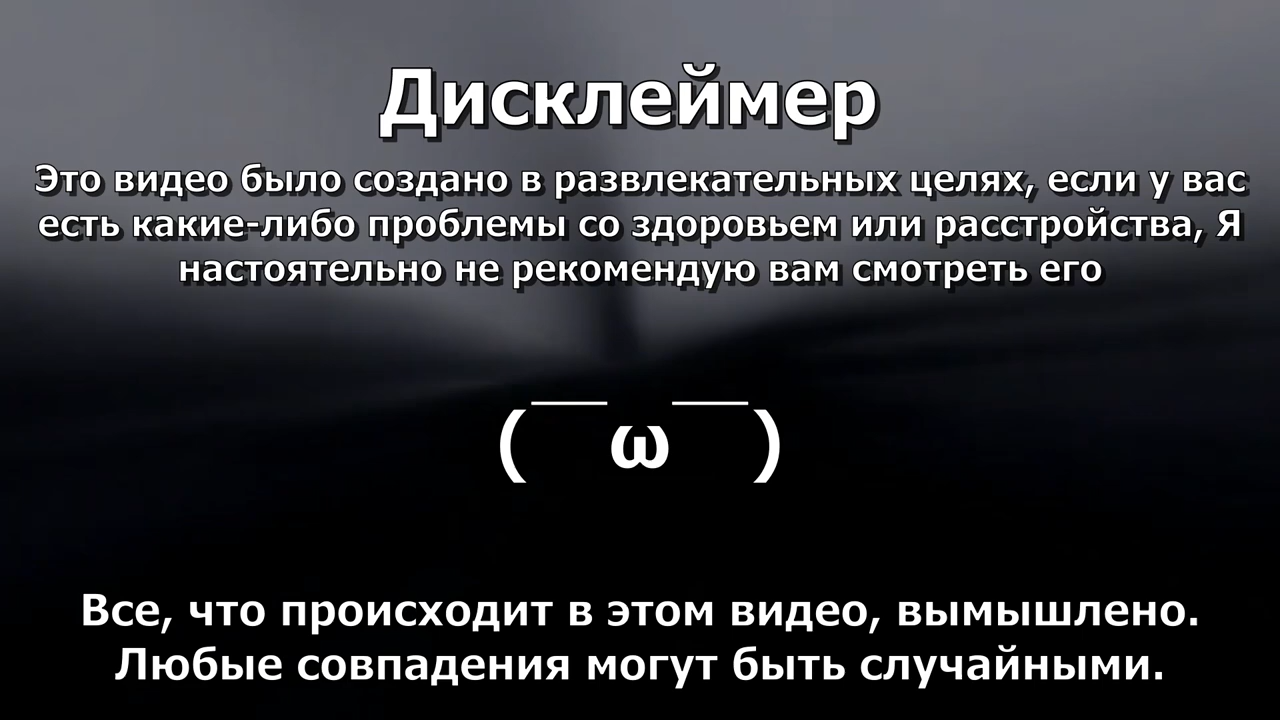 Дисклеймер
Это видео было создано в развлекательных целях, если у вас
есть какие-либо проблемы со здоровьем или расстройства, Я
настоятельно не рекомендую вам смотреть его
(￣ω￣)
Все, что происходит в этом видео, вымышлено.
Любые совпадения могут быть случайными.